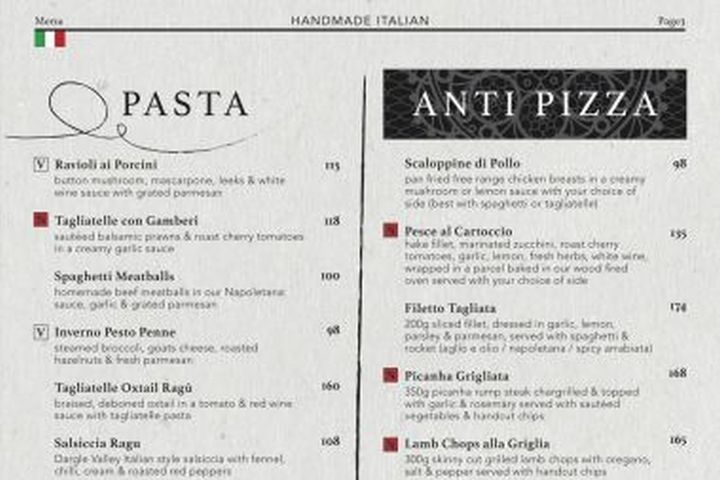 Menu
HANDMADE ITALIAN
Page3
PASTA
V Ravioli ai Porcini 115
button mushroom, mascarpone, leeks & white
wine sauce with grated parmesan
Tagliatelle con Gamberi 118
sautéed balsamic prawns & roast cherry tomatoes
in a creamy garlic sauce
Spaghetti Meatballs 100
homemade beef meatballs in our Napoletana
sauce, garlic & grated parmesan
V Inverno Pesto Penne 98
steamed broccoli, goats cheese, roasted
hazelnuts & fresh parmesan
Tagliatelle Oxtail Ragù 160
braised, deboned oxtail in a tomato & red wine
sauce with tagliatelle pasta
Salsiccia Ragu 108
Dargle Valley Italian style salsiccia with fennel,
chilli, cream & roasted red peppers
ANTI PIZZA
Scaloppine di Pollo 98
pan fried free range chicken breasts in a creamy
mushroom or lemon sauce with your choice of
side (best with spaghetti or tagliatelle)
Pesce al Cartoccio 135
hake fillet, marinated zucchini, roast cherry
tomatoes, garlic, lemon, fresh herbs, white wine,
wrapped in a parcel baked in our wood fired
oven served with your choice of side
Filetto Tagliata 174
200g sliced fillet, dressed in garlic, lemon,
parsley & parmesan, served with spaghetti &
rocket (aglio e olio / napoletana / spicy arrabiata)
Picanha Grigliata 168
350g picanha rump steak chargrilled & topped
with garlic & rosemary served with sautéed
vegetables & handcut chips
Lamb Chops alla Griglia 165
300g skinny cut grilled lamb chops with oregano,
salt & pepper served with handcut chips